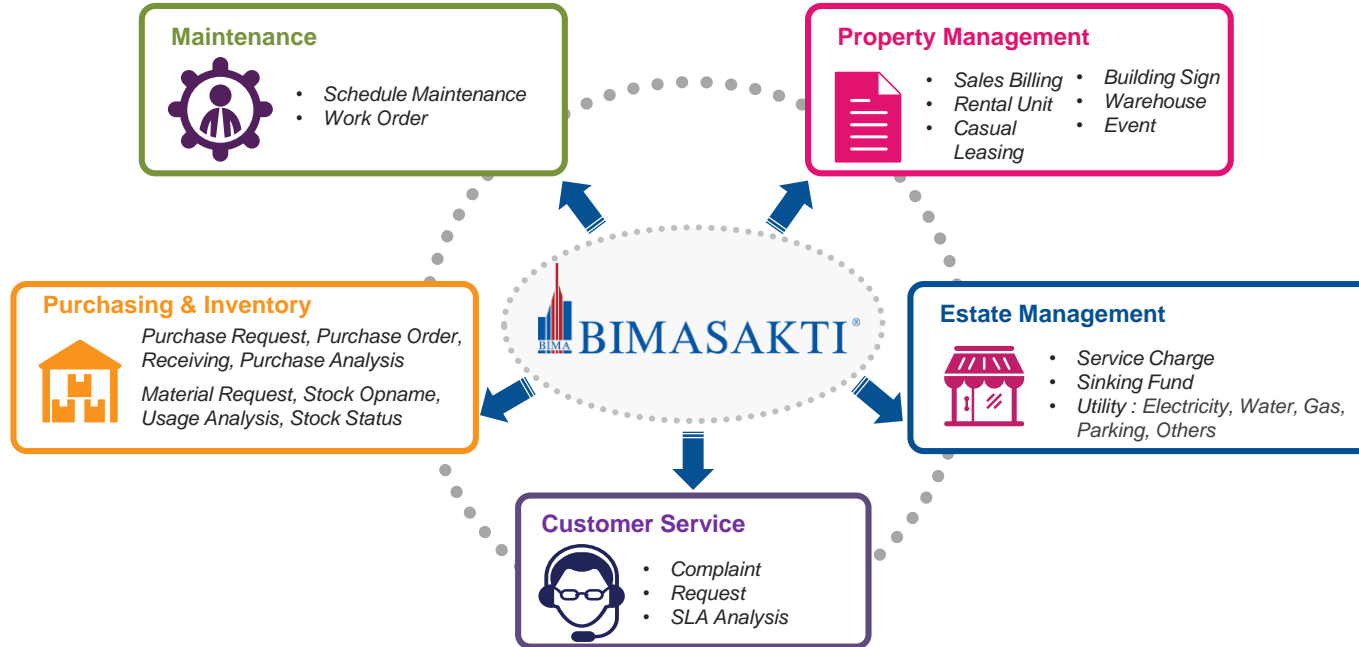 Maintenance
• Schedule Maintenance
• Work Order
Property Management
• Sales Billing
• Rental Unit
• Casual
Leasing
• Building Sign
• Warehouse
• Event
Purchasing & Inventory
Purchase Request, Purchase Order,
Receiving, Purchase Analysis
Material Request, Stock Opname,
Usage Analysis, Stock Status
BIMA
BIMASAKTI®
Estate Management
• Service Charge
• Sinking Fund
• Utility : Electricity, Water, Gas,
Parking, Others
Customer Service
• Complaint
• Request
• SLA Analysis